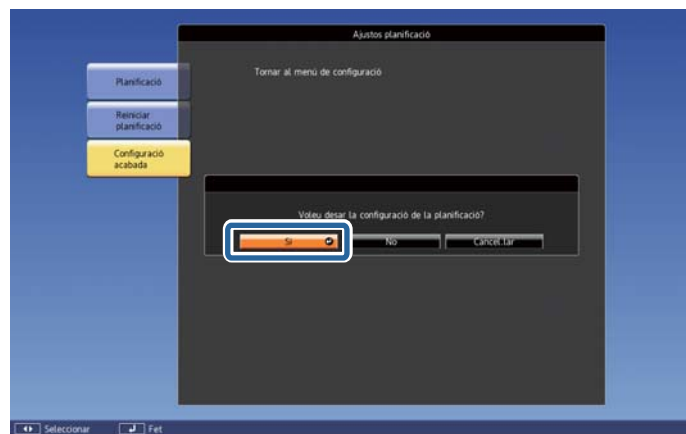 Ajustos planificació
Tornar al menú de configuració
Planificació
Reiniciar
planificació
Configuració
acabada
Voleu desar la configuració de la planificació?
Sí
No
Cancel.lar
Seleccionar
Fet